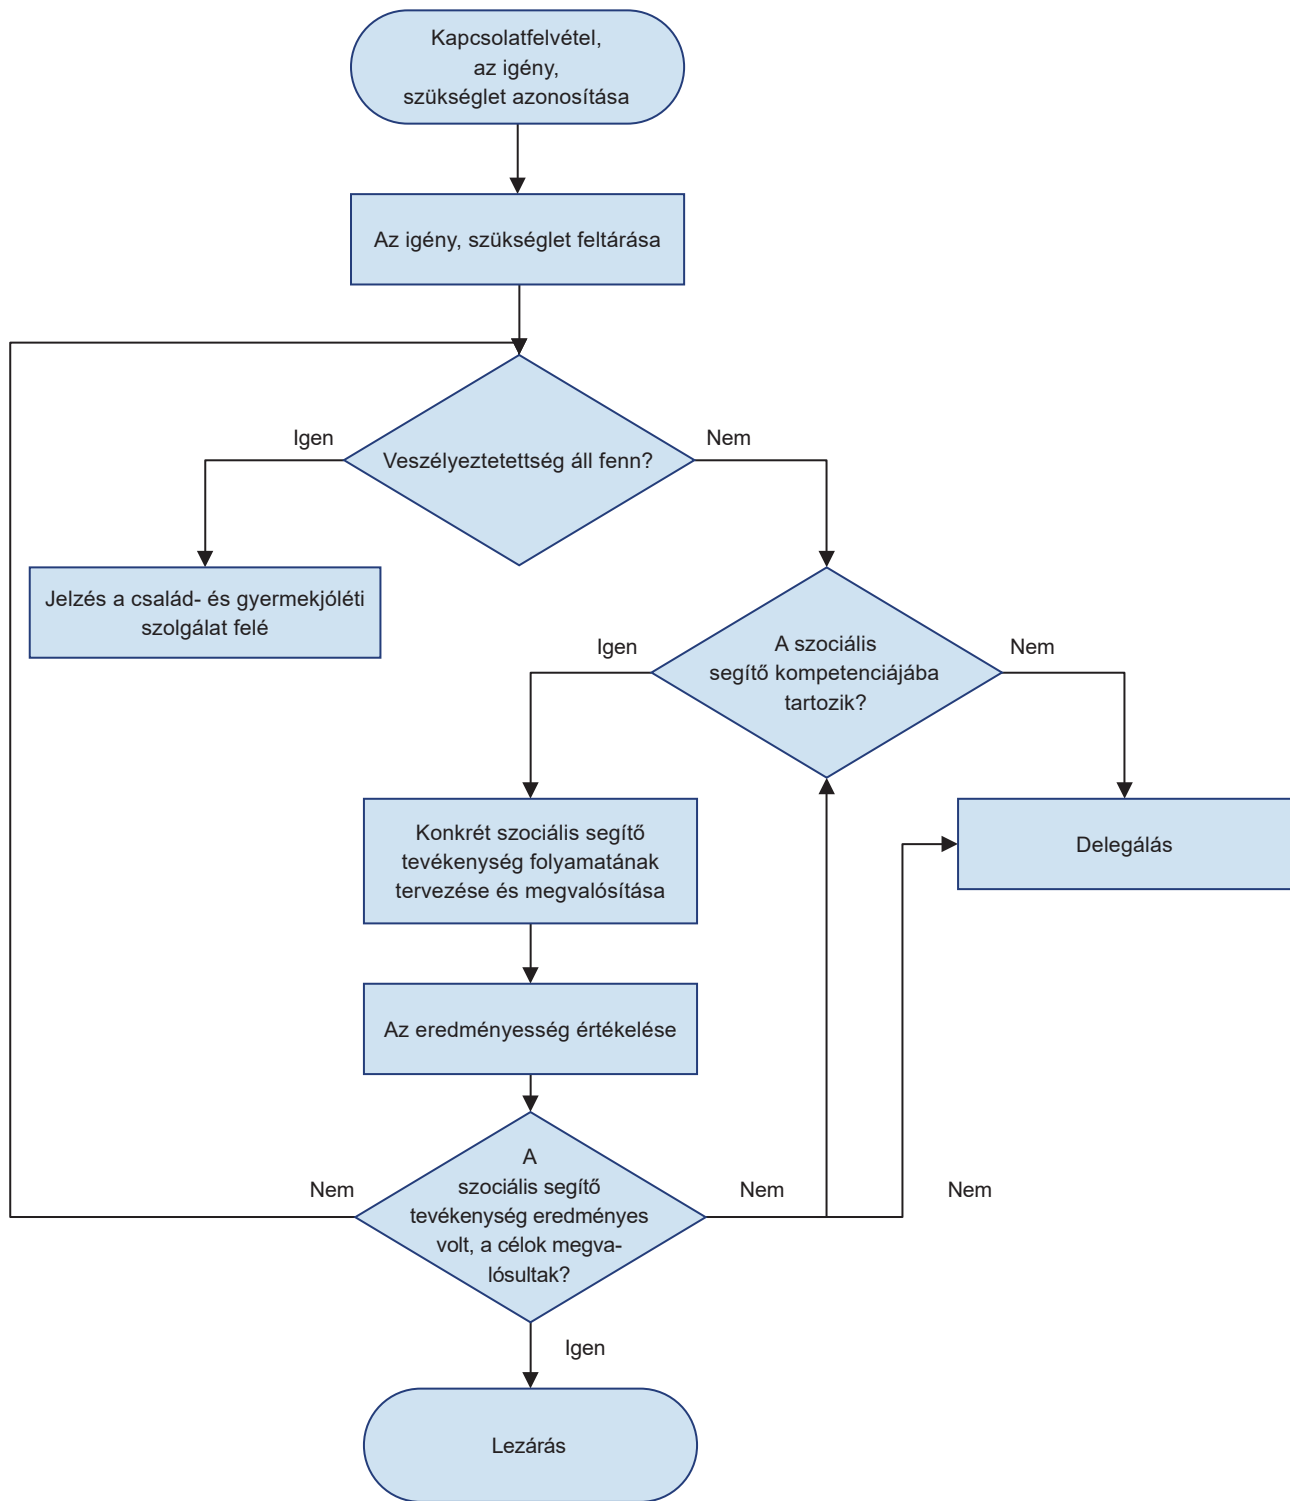 Kapcsolatfelvétel,
az igény,
szükséglet azonosítása
Az igény, szükséglet feltárása
Igen
Nem
Veszélyeztetettség áll fenn?
Jelzés a család- és gyermekjóléti
szolgálat felé
Igen
A szociális
segítő kompetenciájába
tartozik?
Nem
Konkrét szociális segítő
tevékenység folyamatának
tervezése és megvalósítása
Delegálás
Az eredményesség értékelése
Nem
A
szociális segítő
tevékenység eredményes
volt, a célok megva-
lósultak?
Nem
Nem
Igen
Lezárás